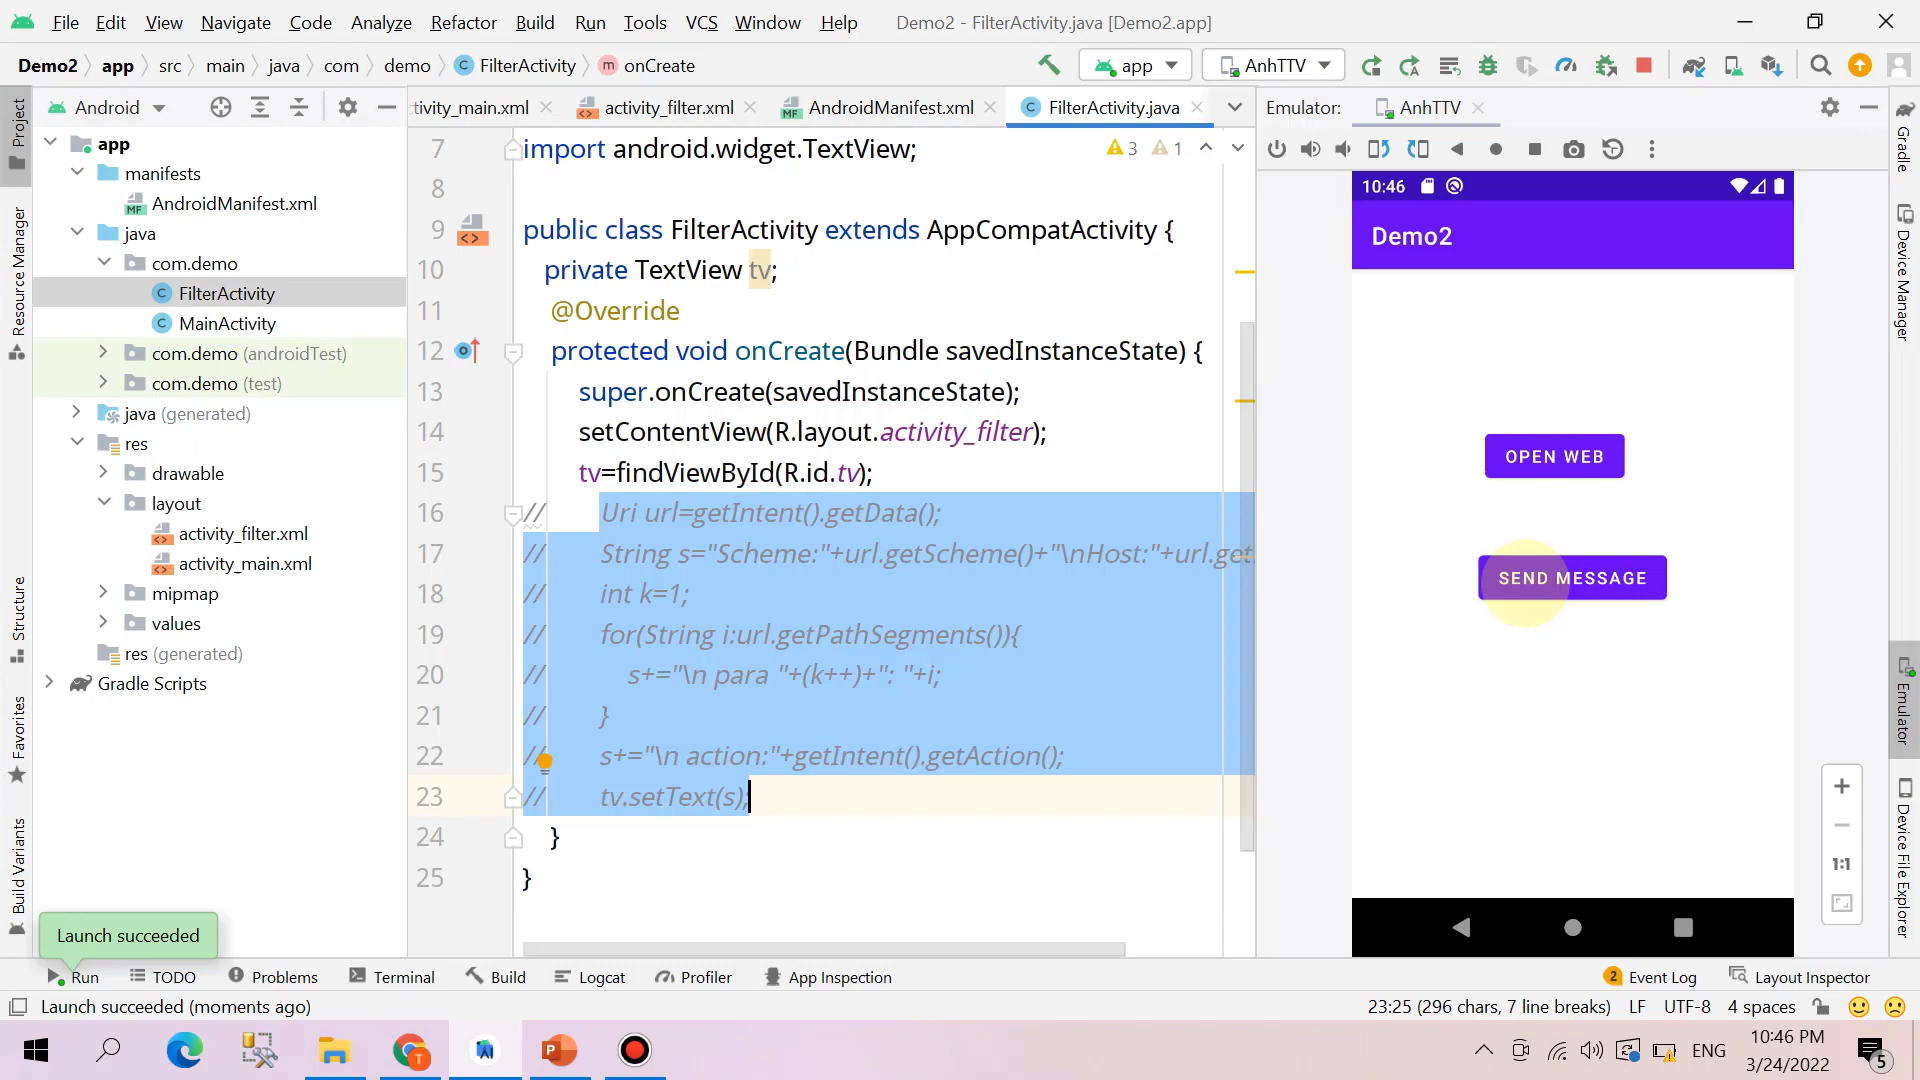 File Edit View Navigate Code Analyze Refactor Build Run Tools VCS Window Help Demo2 - FilterActivity.java [Demo2.app]
Demo2 app src main java com demo FilterActivity onCreate app AnhTTV
Project
Android
tivity_main.xml activity_filter.xml AndroidManifest.xml FilterActivity.java
Emulator: AnhTTV
app
manifests
AndroidManifest.xml
java
com.demo
FilterActivity
MainActivity
com.demo (androidTest)
com.demo (test)
java (generated)
res
drawable
layout
activity_filter.xml
activity_main.xml
mipmap
values
res (generated)
Gradle Scripts
Resource Manager
Structure
Favorites
Build Variants
3 1
7 import android.widget.TextView;
8
9 public class FilterActivity extends AppCompatActivity {
10 private TextView tv;
11 @Override
12 protected void onCreate(Bundle savedInstanceState) {
13 super.onCreate(savedInstanceState);
14 setContentView(R.layout.activity_filter);
15 tv=findViewById(R.id.tv);
16 // Uri url=getIntent().getData();
17 // String s="Scheme:"+url.getScheme()+"\nHost:"+url.get
18 // int k=1;
19 // for(String i:url.getPathSegments()){
20 // s+="\n para "+(k++)+": "+i;
21 // }
22 // s+="\n action:"+getIntent().getAction();
23 // tv.setText(s);
24 }
25 }
10:46
Demo2
OPEN WEB
SEND MESSAGE
1:1
Gradle
Device Manager
Emulator
Device File Explorer
Launch succeeded
Run TODO Problems Terminal Build Logcat Profiler App Inspection 2 Event Log Layout Inspector
Launch succeeded (moments ago) 23:25 (296 chars, 7 line breaks) LF UTF-8 4 spaces
T
ENG
10:46 PM
3/24/2022
5